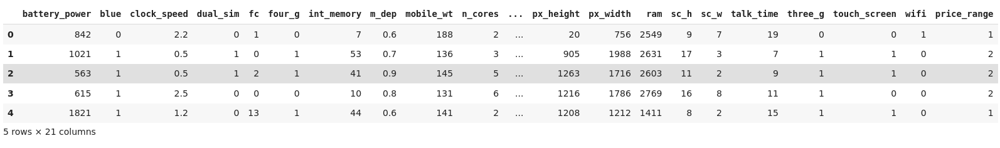 battery_power blue clock_speed dual_sim fc four_g int_memory m_dep mobile_wt n_cores ... px_height px_width ram sc_h sc_w talk_time three_g touch_screen wifi price_range
0 842 0 2.2 0 1 0 7 0.6 188 2 ... 20 756 2549 9 7 19 0 0 1 1
1 1021 1 0.5 1 0 1 53 0.7 136 3 ... 905 1988 2631 17 3 7 1 1 0 2
2 563 1 0.5 1 2 1 41 0.9 145 5 ... 1263 1716 2603 11 2 9 1 1 0 2
3 615 1 2.5 0 0 0 10 0.8 131 6 ... 1216 1786 2769 16 8 11 1 0 0 2
4 1821 1 1.2 0 13 1 44 0.6 141 2 ... 1208 1212 1411 8 2 15 1 1 0 1
5 rows × 21 columns